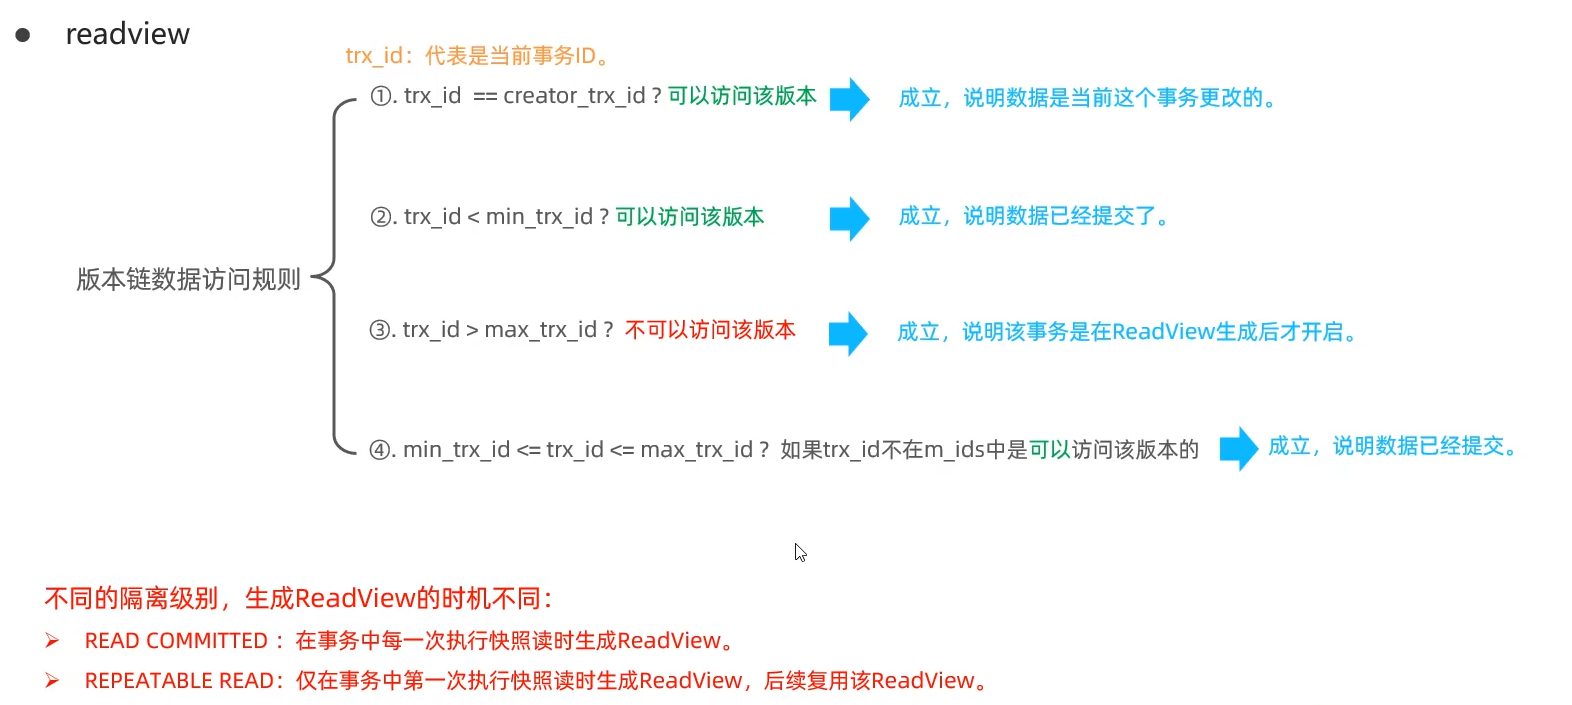 ● readview
trx_id：代表是当前事务ID。
①. trx_id == creator_trx_id ? 可以访问该版本
成立，说明数据是当前这个事务更改的。
②. trx_id < min_trx_id ? 可以访问该版本
成立，说明数据已经提交了。
版本链数据访问规则
③. trx_id > max_trx_id ? 不可以访问该版本
成立，说明该事务是在ReadView生成后才开启。
④. min_trx_id <= trx_id <= max_trx_id ? 如果trx_id不在m_ids中是可以访问该版本的
成立，说明数据已经提交。
不同的隔离级别，生成ReadView的时机不同：
➢ READ COMMITTED ：在事务中每一次执行快照读时生成ReadView。
➢ REPEATABLE READ：仅在事务中第一次执行快照读时生成ReadView，后续复用该ReadView。